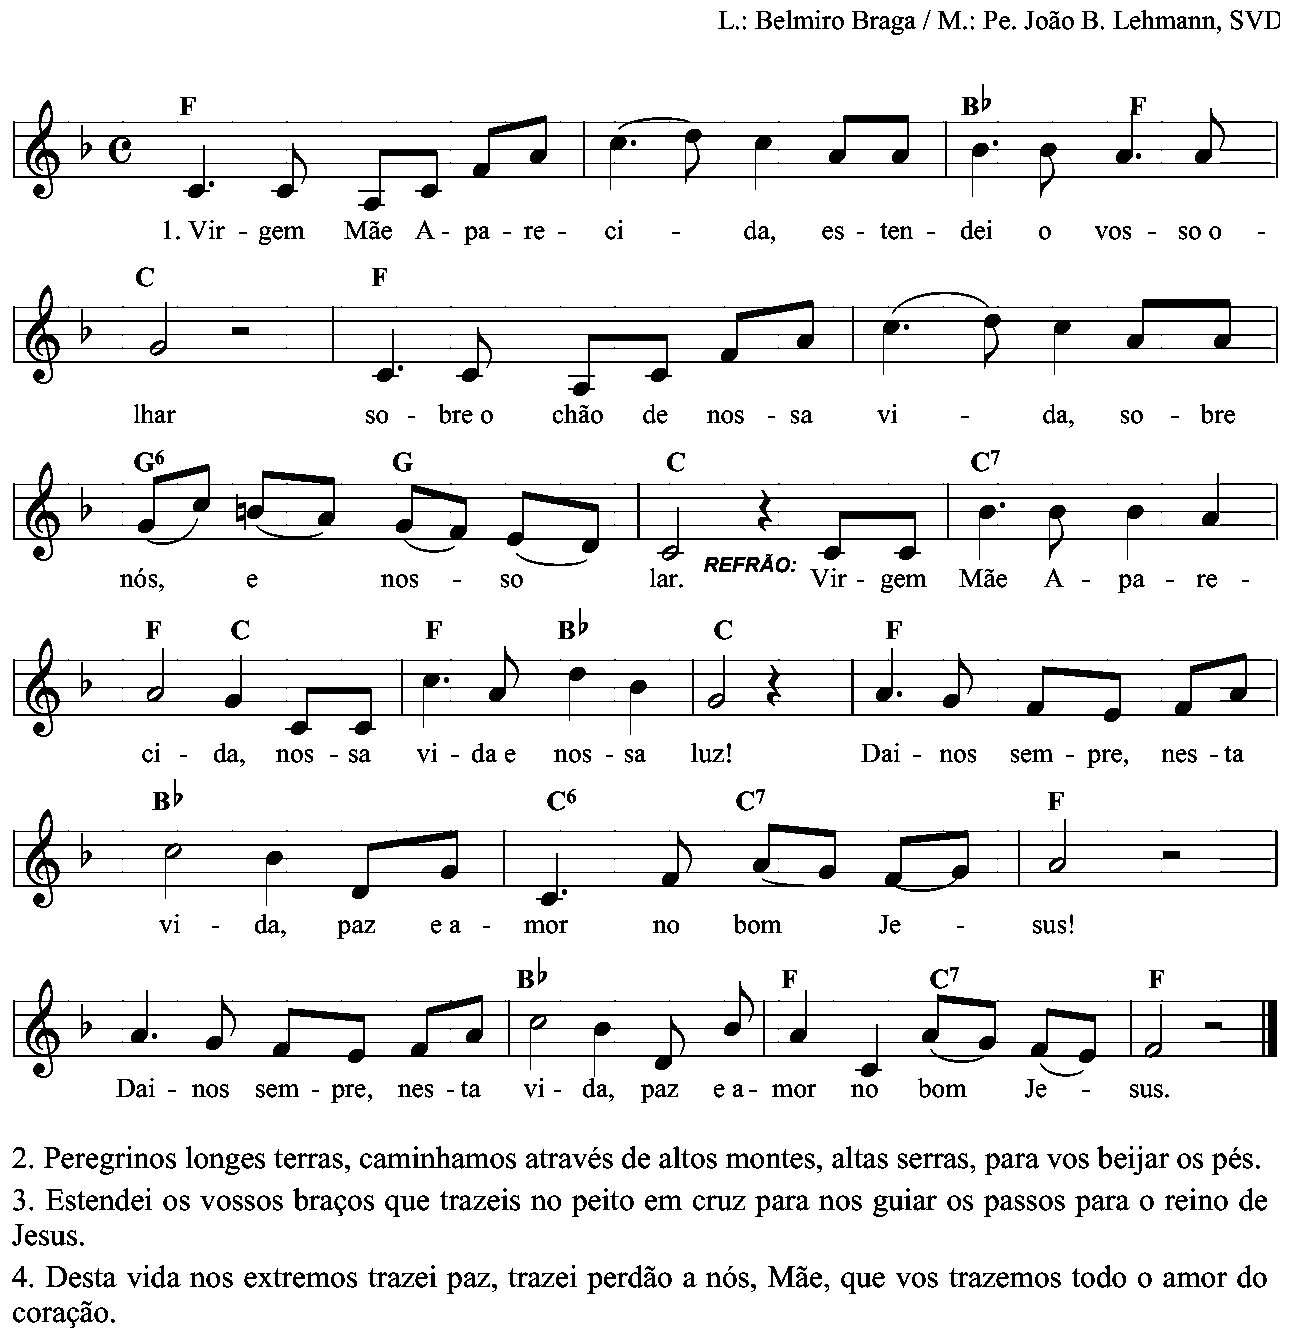 L.: Belmiro Braga / M.: Pe. João B. Lehmann, SVD
F B♭ F
1. Vir - gem Mãe A - pa - re - ci - da, es - ten - dei o vos - so o -
C F
lhar so - bre o chão de nos - sa vi - da, so - bre
G6 G C C7
nós, e nos - so lar. REFRÃO: Vir - gem Mãe A - pa - re -
F C F B♭ C F
ci - da, nos - sa vi - da e nos - sa luz! Dai - nos sem - pre, nes - ta
B♭ C6 C7 F
vi - da, paz e a - mor no bom Je - sus!
B♭ F C7 F
Dai - nos sem - pre, nes - ta vi - da, paz e a - mor no bom Je - sus.
2. Peregrinos longes terras, caminhamos através de altos montes, altas serras, para vos beijar os pés.
3. Estendei os vossos braços que trazeis no peito em cruz para nos guiar os passos para o reino de
Jesus.
4. Desta vida nos extremos trazei paz, trazei perdão a nós, Mãe, que vos trazemos todo o amor do
coração.